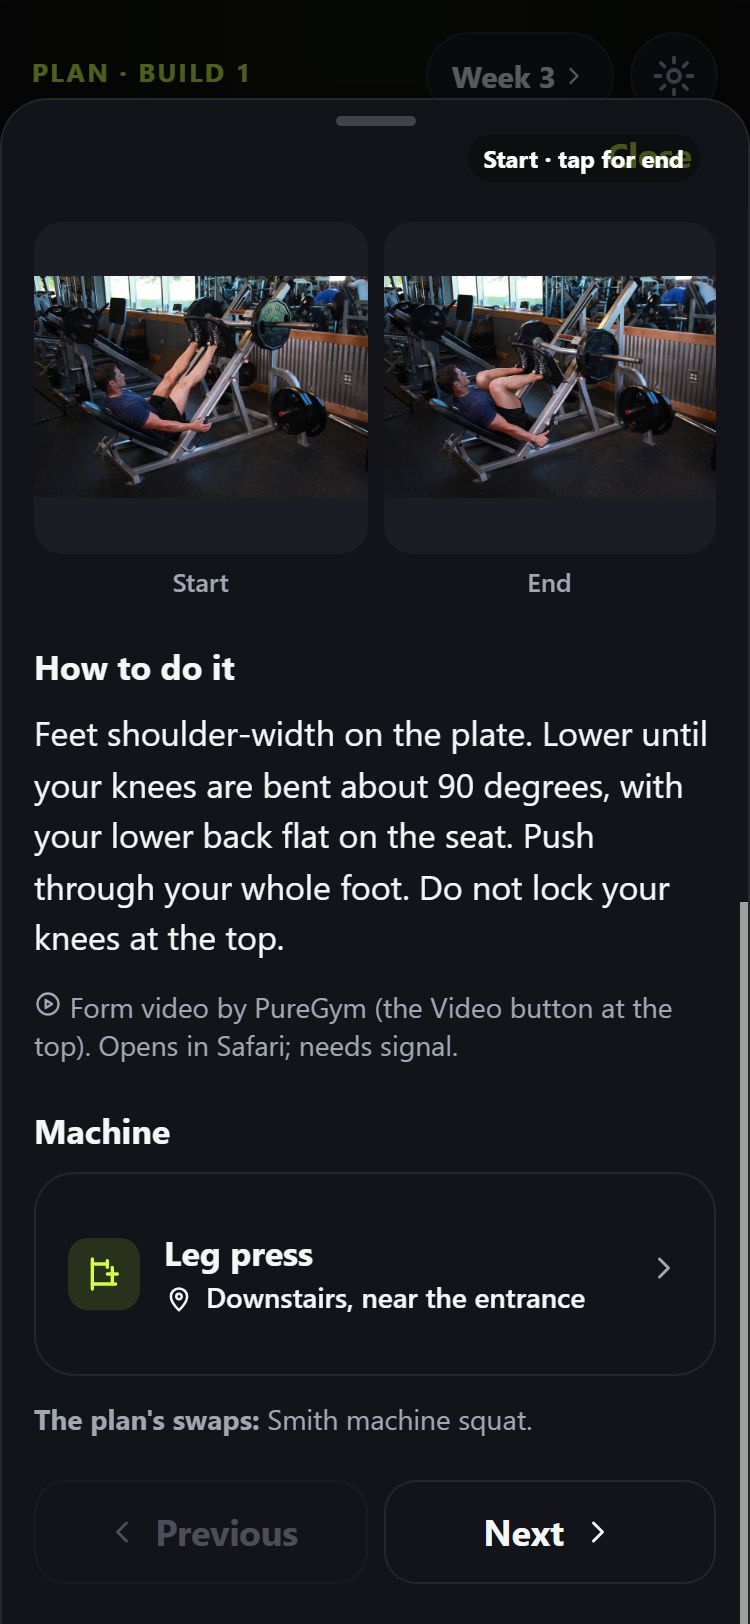 PLAN · BUILD 1
Week 3
Close
Start · tap for end
Start
End
How to do it
Feet shoulder-width on the plate. Lower until
your knees are bent about 90 degrees, with
your lower back flat on the seat. Push
through your whole foot. Do not lock your
knees at the top.
Form video by PureGym (the Video button at the
top). Opens in Safari; needs signal.
Machine
Leg press
Downstairs, near the entrance
The plan's swaps: Smith machine squat.
Previous
Next